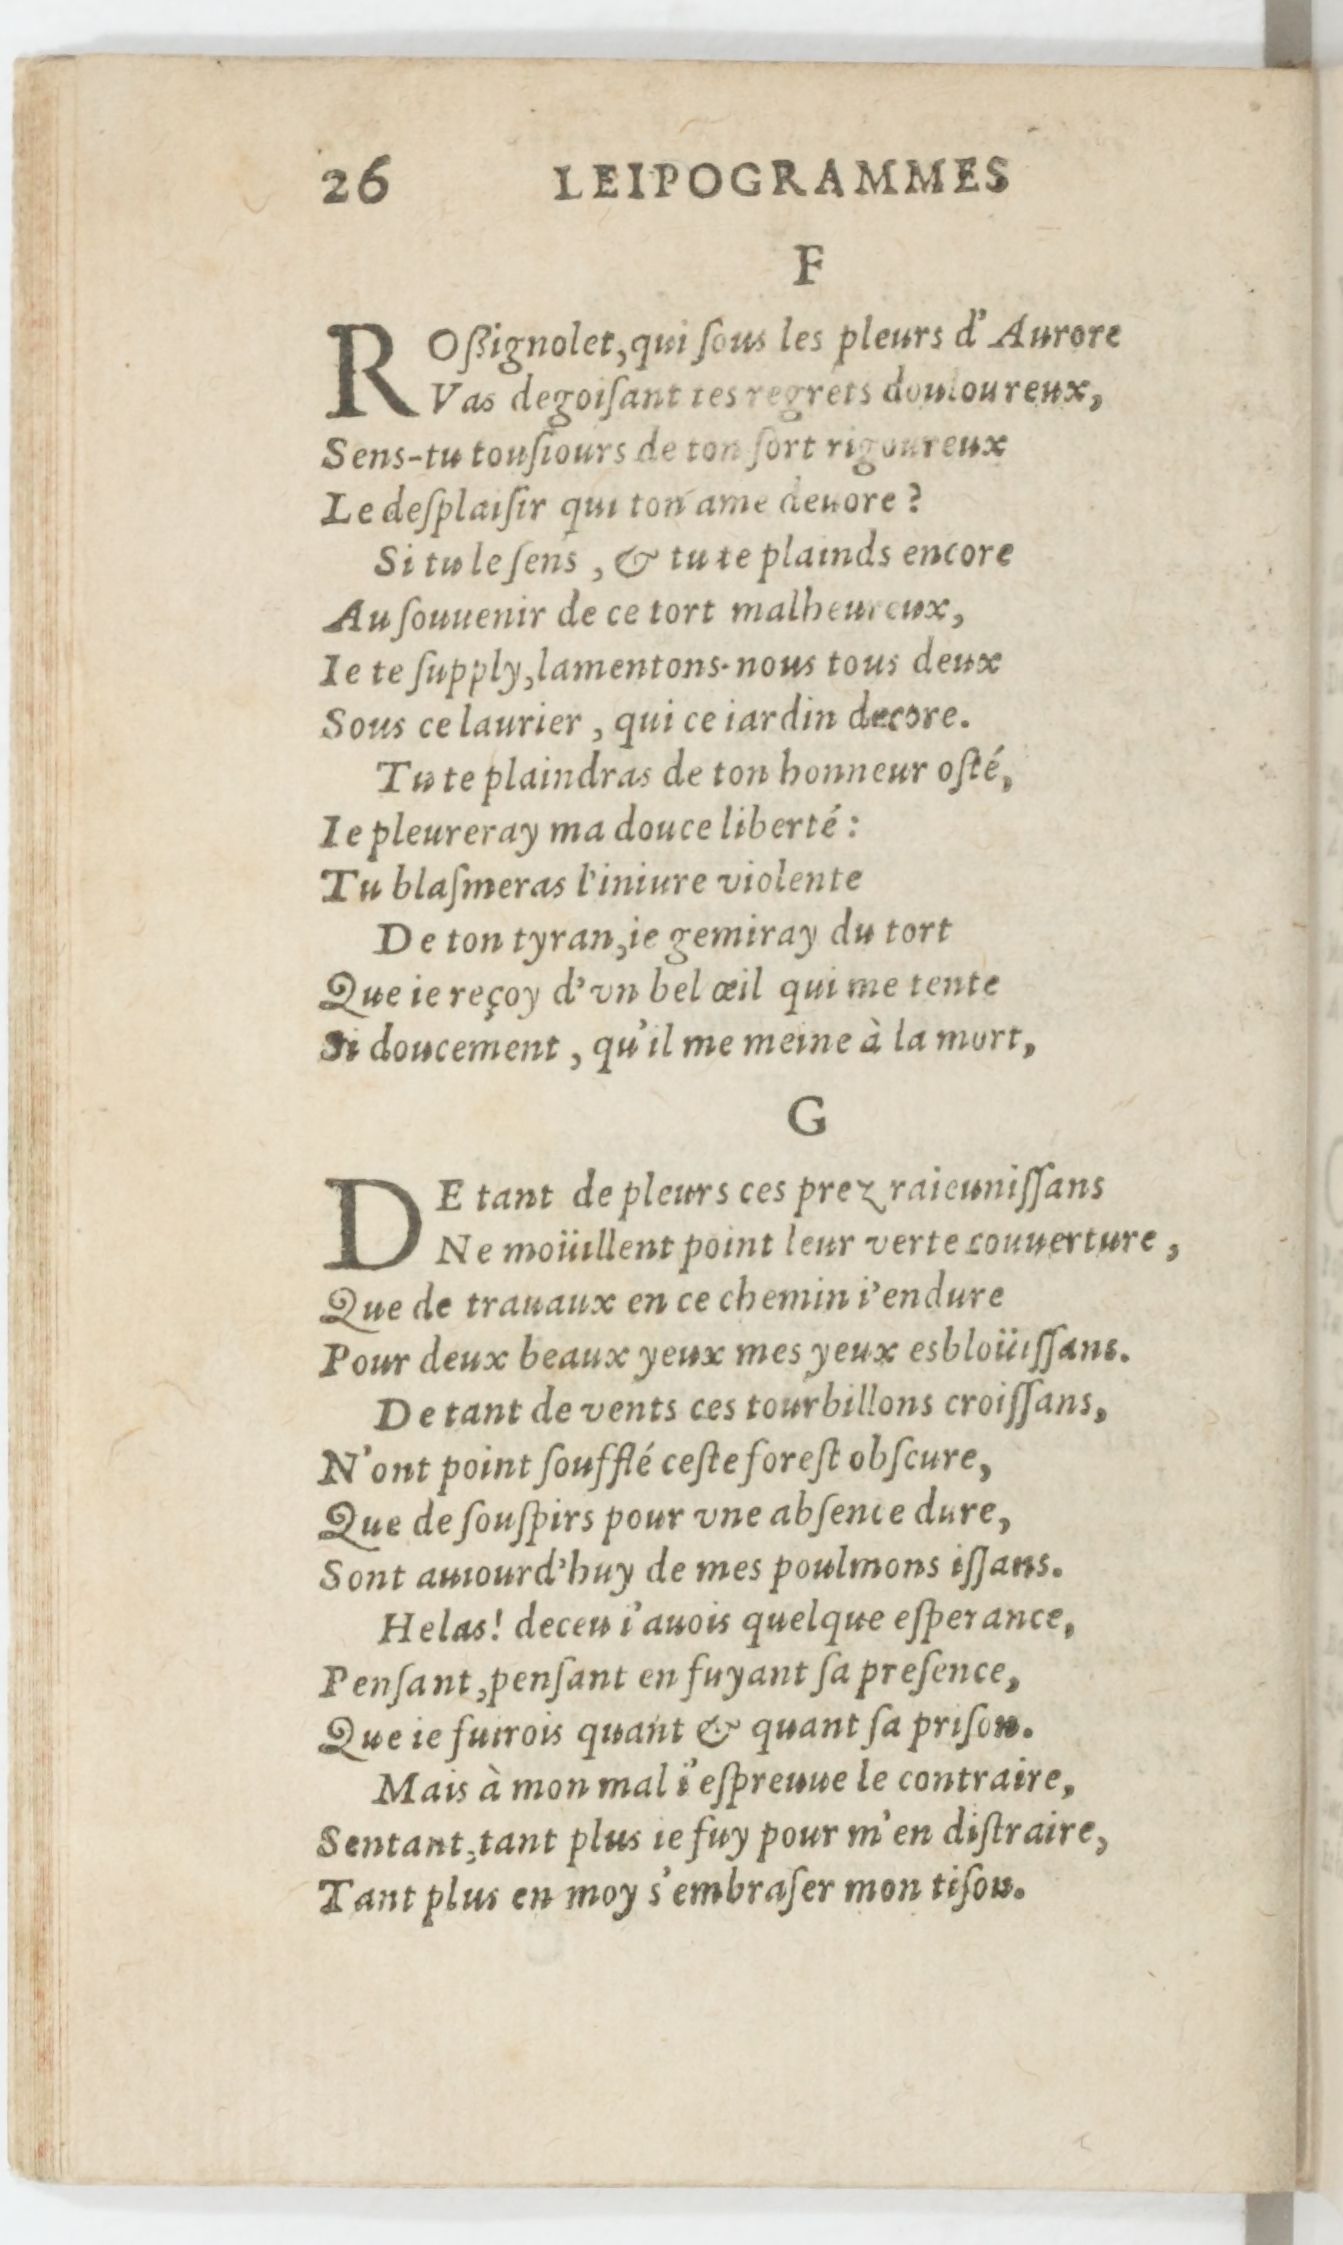 26 LEIPOGRAMMES
F
ROßignolet, qui ſous les pleurs d'Aurore
Vas degoiſant tes regrets douloureux,
Sens-tu touſiours de ton ſort rigoureux
Le deſplaiſir qui ton ame deuore ?
Si tu le ſens , & tu te plainds encore
Au ſouuenir de ce tort malheureux,
Ie te ſupply, lamentons-nous tous deux
Sous ce laurier , qui ce iardin decore.
Tu te plaindras de ton honneur oſté,
Ie pleureray ma douce liberté :
Tu blaſmeras l'iniure violente
De ton tyran, ie gemiray du tort
Que ie reçoy d'vn bel œil qui me tente
Si doucement , qu'il me meine à la mort,
G
DE tant de pleurs ces prez raieuniſſans
Ne moüillent point leur verte couuerture ,
Que de trauaux en ce chemin i'endure
Pour deux beaux yeux mes yeux esbloüiſſans.
De tant de vents ces tourbillons croiſſans,
N'ont point ſoufflé ceſte foreſt obſcure,
Que de ſouſpirs pour vne abſence dure,
Sont auiourd'huy de mes poulmons iſſans.
Helas! deceu i'auois quelque eſperance,
Penſant, penſant en fuyant ſa preſence,
Que ie fuirois quant & quant ſa priſon.
Mais à mon mal i'eſpreuue le contraire,
Sentant, tant plus ie fuy pour m'en diſtraire,
Tant plus en moy s'embraſer mon tiſon.